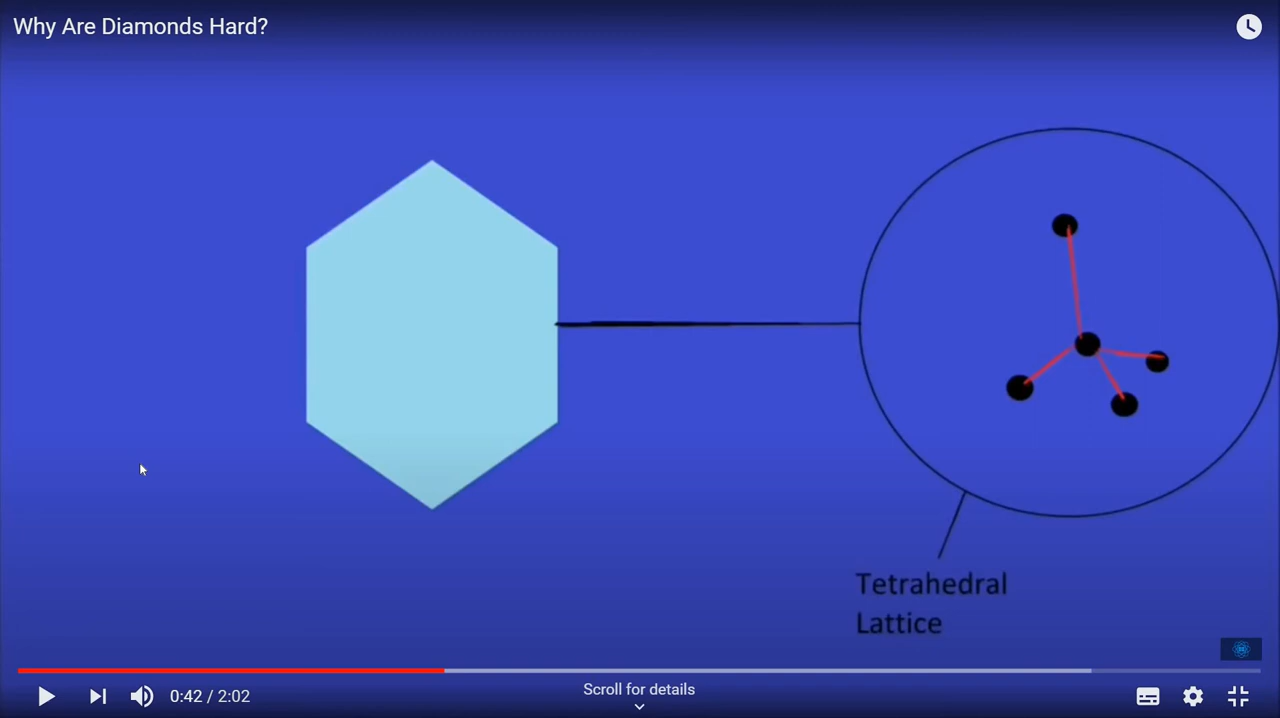 Why Are Diamonds Hard?
Tetrahedral
Lattice
0:42 / 2:02
Scroll for details